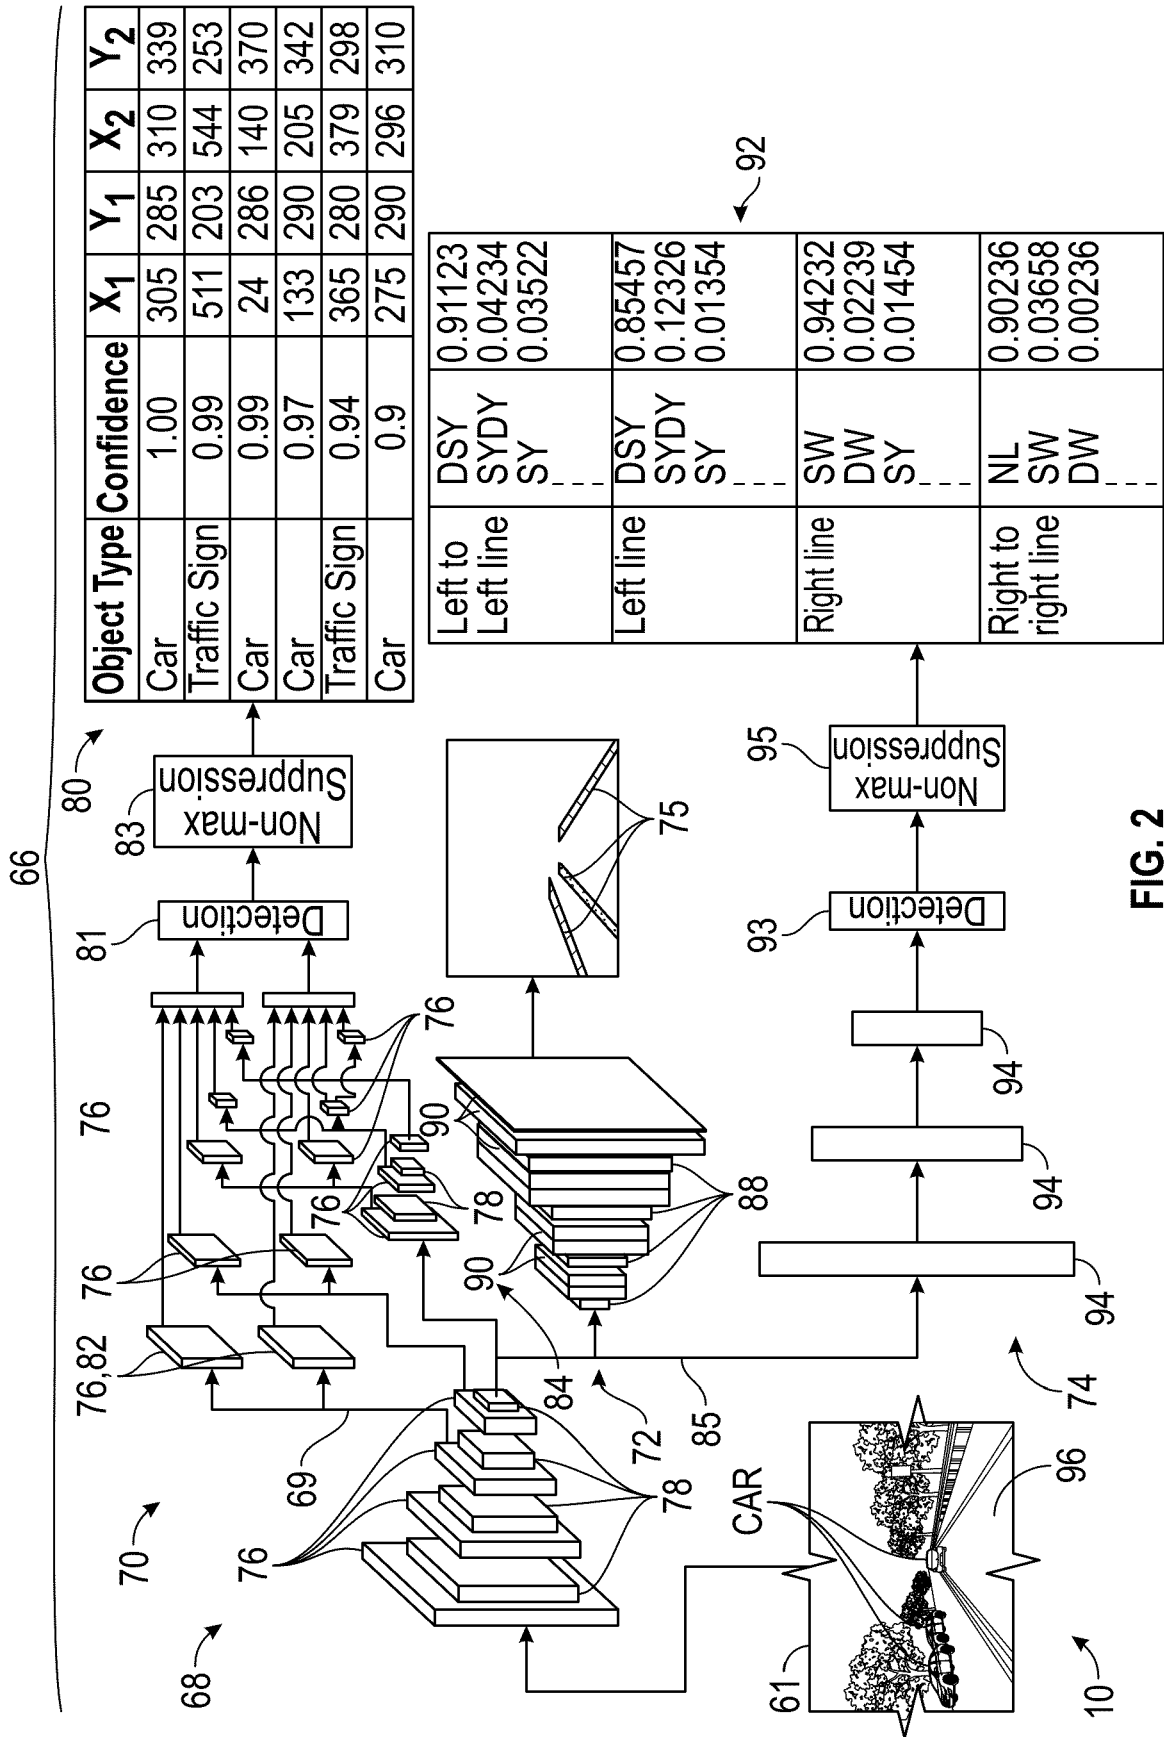 66
68
70
80
Object Type Confidence X1 Y1 X2 Y2
Car 1.00 305 285 310 339
Traffic Sign 0.99 511 203 544 253
Car 0.99 24 286 140 370
Car 0.97 133 290 205 342
Traffic Sign 0.94 365 280 379 298
Car 0.9 275 290 296 310
76,82
76
76
81
Detection
83
Non-max
Suppression
69
76
76
76
78
78
84
90
90
88
75
72
85
92
Left to
Left line
DSY 0.91123
SYDY 0.04234
SY 0.03522
_ _ _
Left line
DSY 0.85457
SYDY 0.12326
SY 0.01354
_ _ _
Right line
SW 0.94232
DW 0.02239
SY 0.01454
_ _ _
Right to
right line
NL 0.90236
SW 0.03658
DW 0.00236
_ _ _
61
CAR
10
96
74
94
94
94
93
Detection
95
Non-max
Suppression
FIG. 2